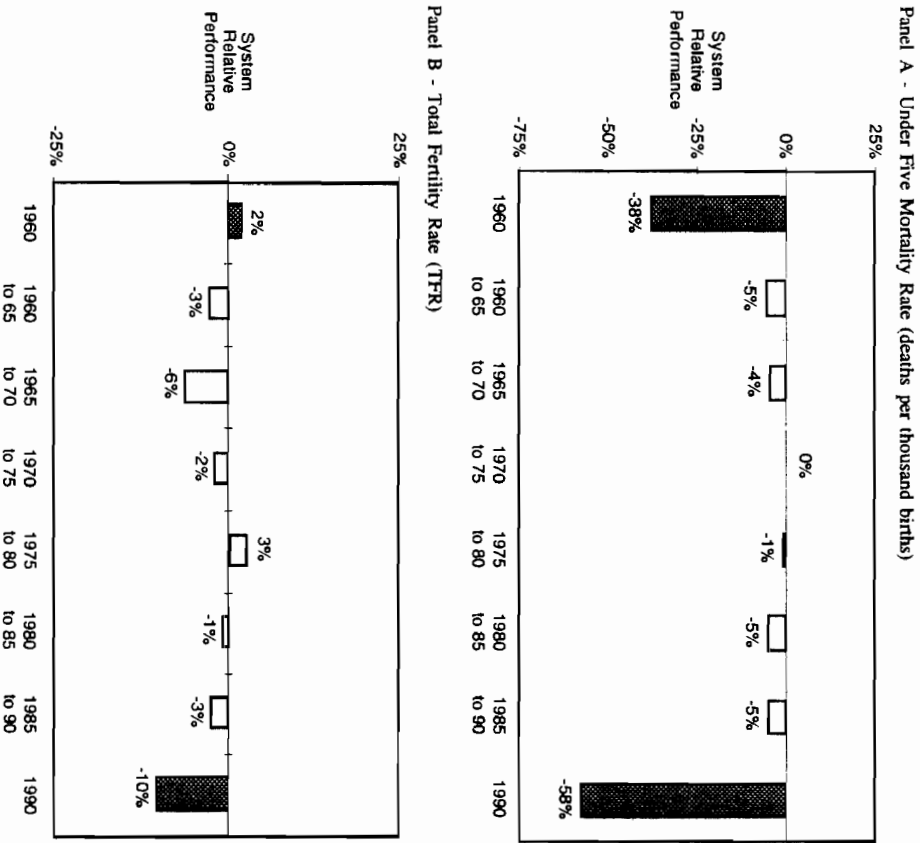 Panel A - Under Five Mortality Rate (deaths per thousand births)
25%
0%
-25%
-50%
-75%
System
Relative
Performance
-38%
-5%
-4%
0%
-1%
-5%
-5%
-58%
1960
1960 to 65
1965 to 70
1970 to 75
1975 to 80
1980 to 85
1985 to 90
1990
Panel B - Total Fertility Rate (TFR)
25%
0%
-25%
System
Relative
Performance
2%
-3%
-6%
-2%
3%
-1%
-3%
-10%
1960
1960 to 65
1965 to 70
1970 to 75
1975 to 80
1980 to 85
1985 to 90
1990